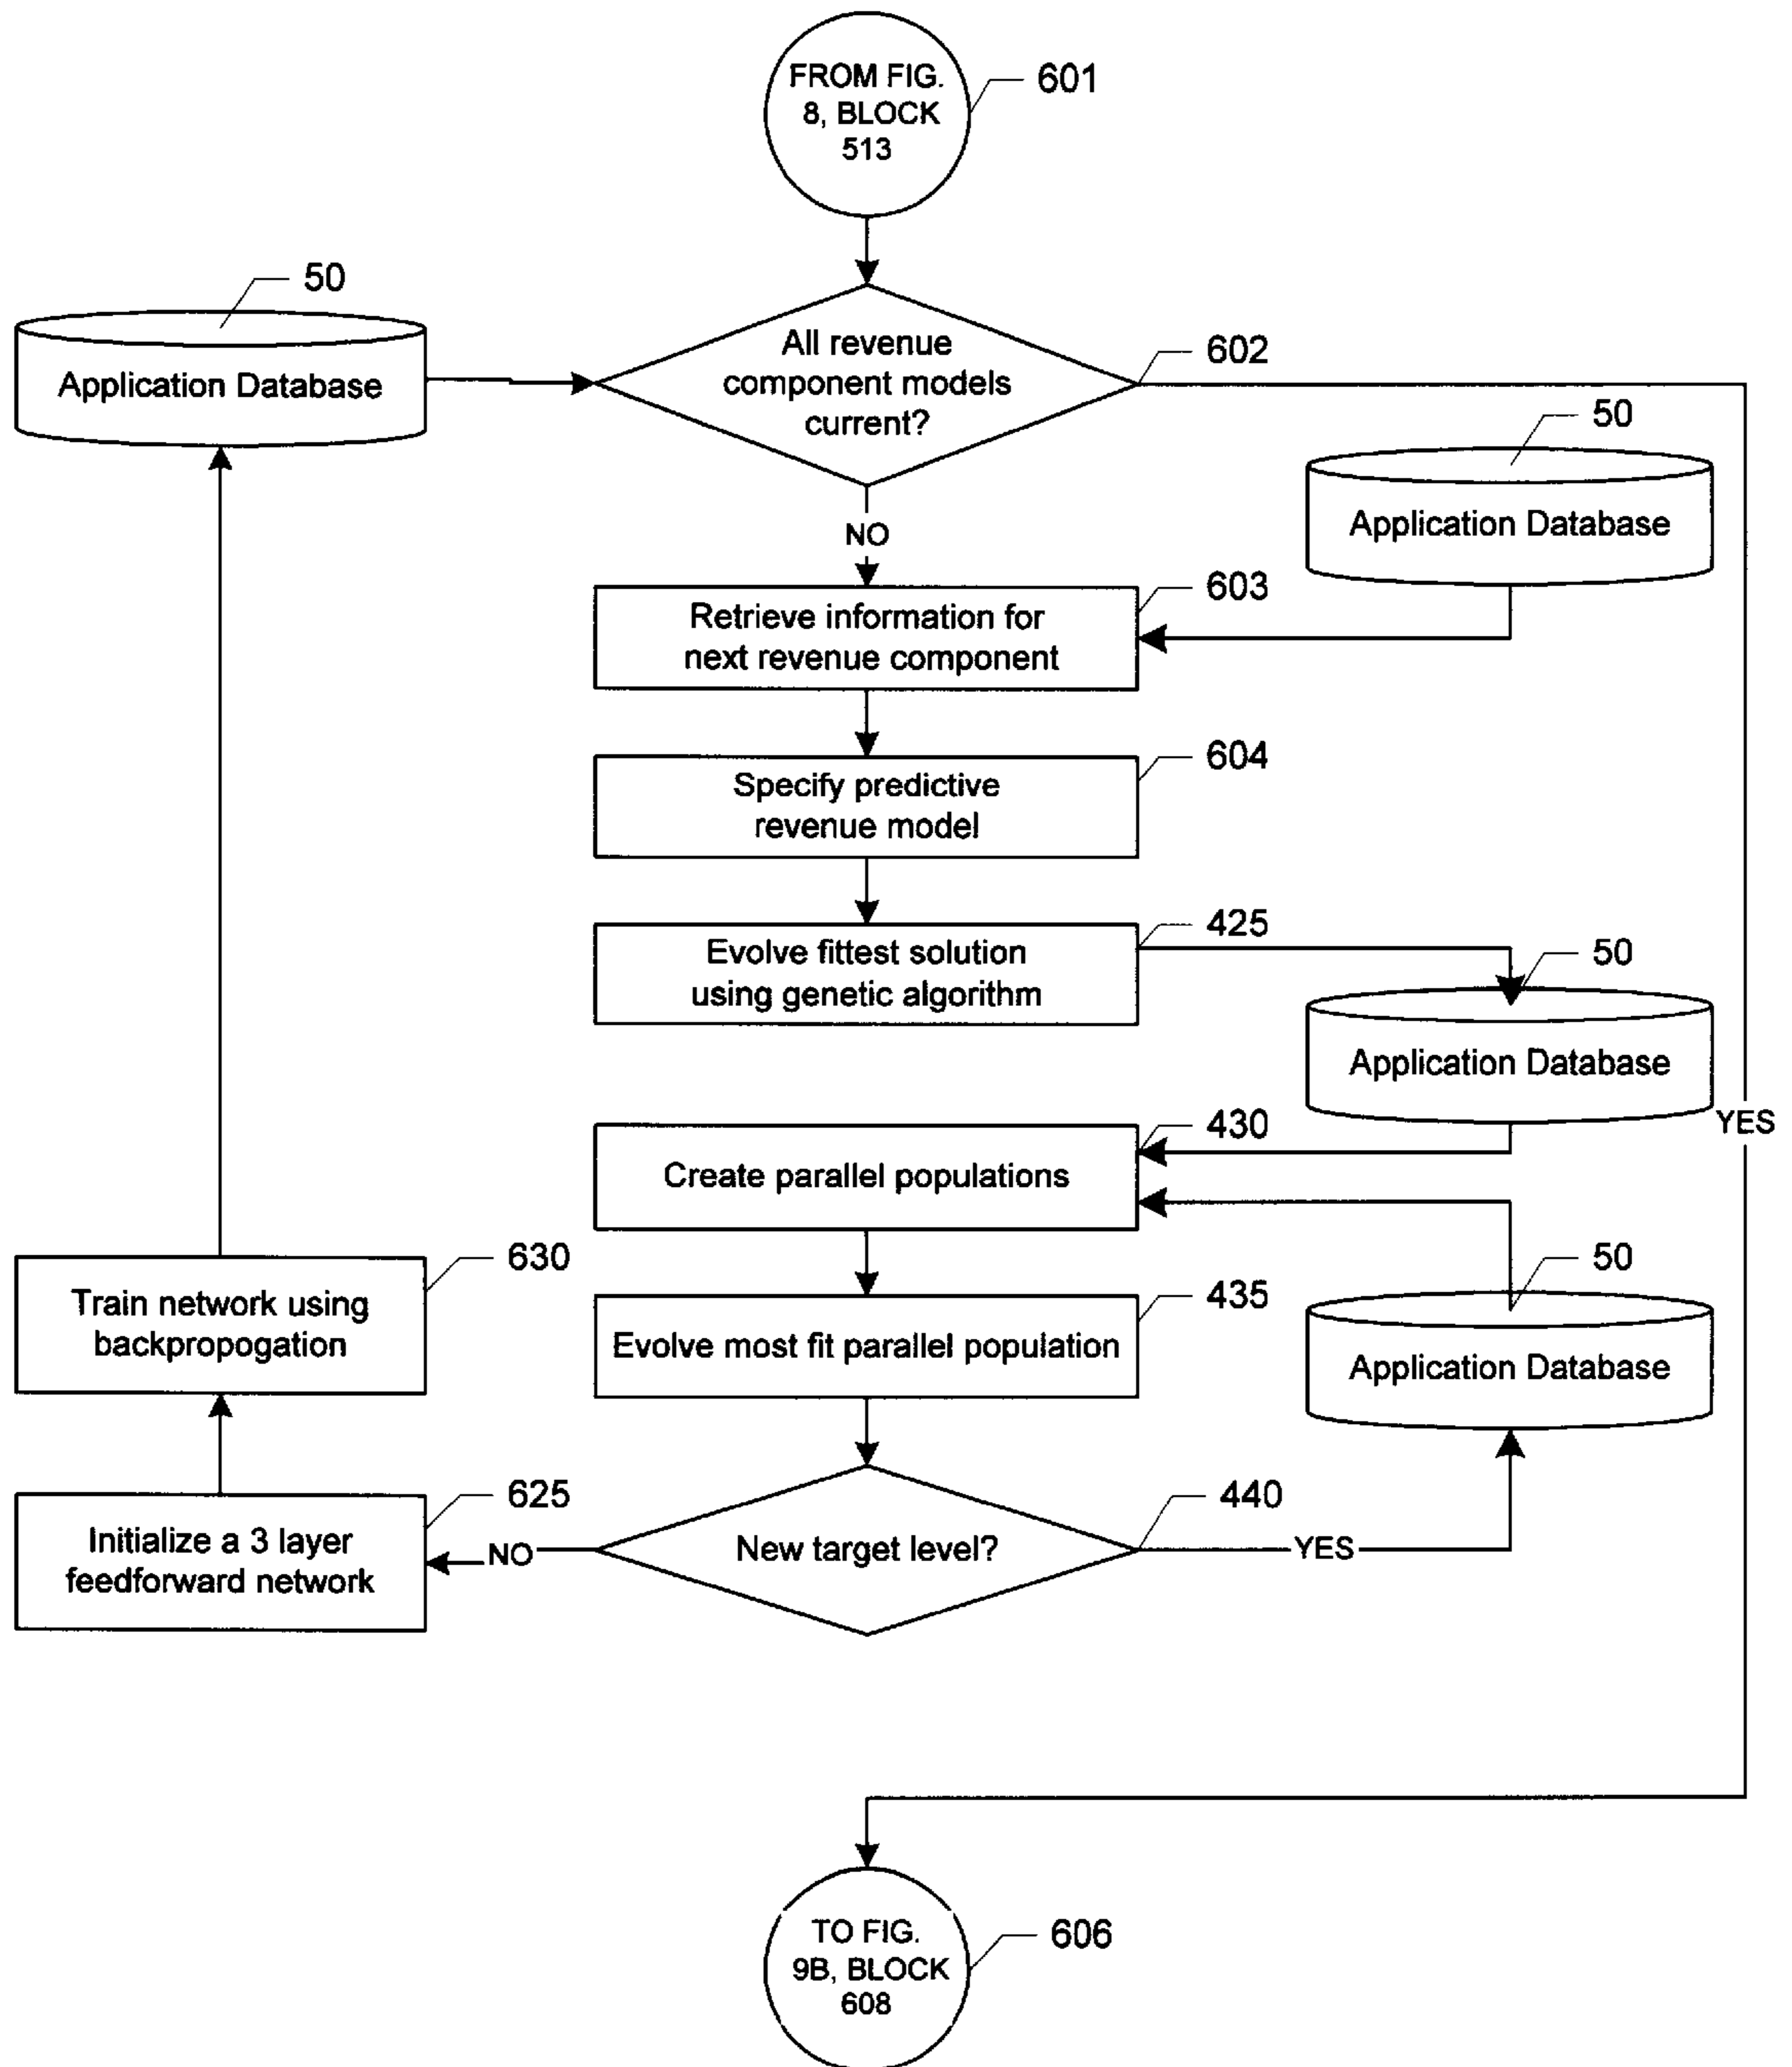 FROM FIG.
8, BLOCK
513
601
50
Application Database
All revenue
component models
current?
602
50
Application Database
NO
Retrieve information for
next revenue component
603
Specify predictive
revenue model
604
Evolve fittest solution
using genetic algorithm
425
50
Application Database
YES
Create parallel populations
430
Train network using
backpropogation
630
Evolve most fit parallel population
435
50
Application Database
Initialize a 3 layer
feedforward network
625
NO
New target level?
440
YES
TO FIG.
9B, BLOCK
608
606